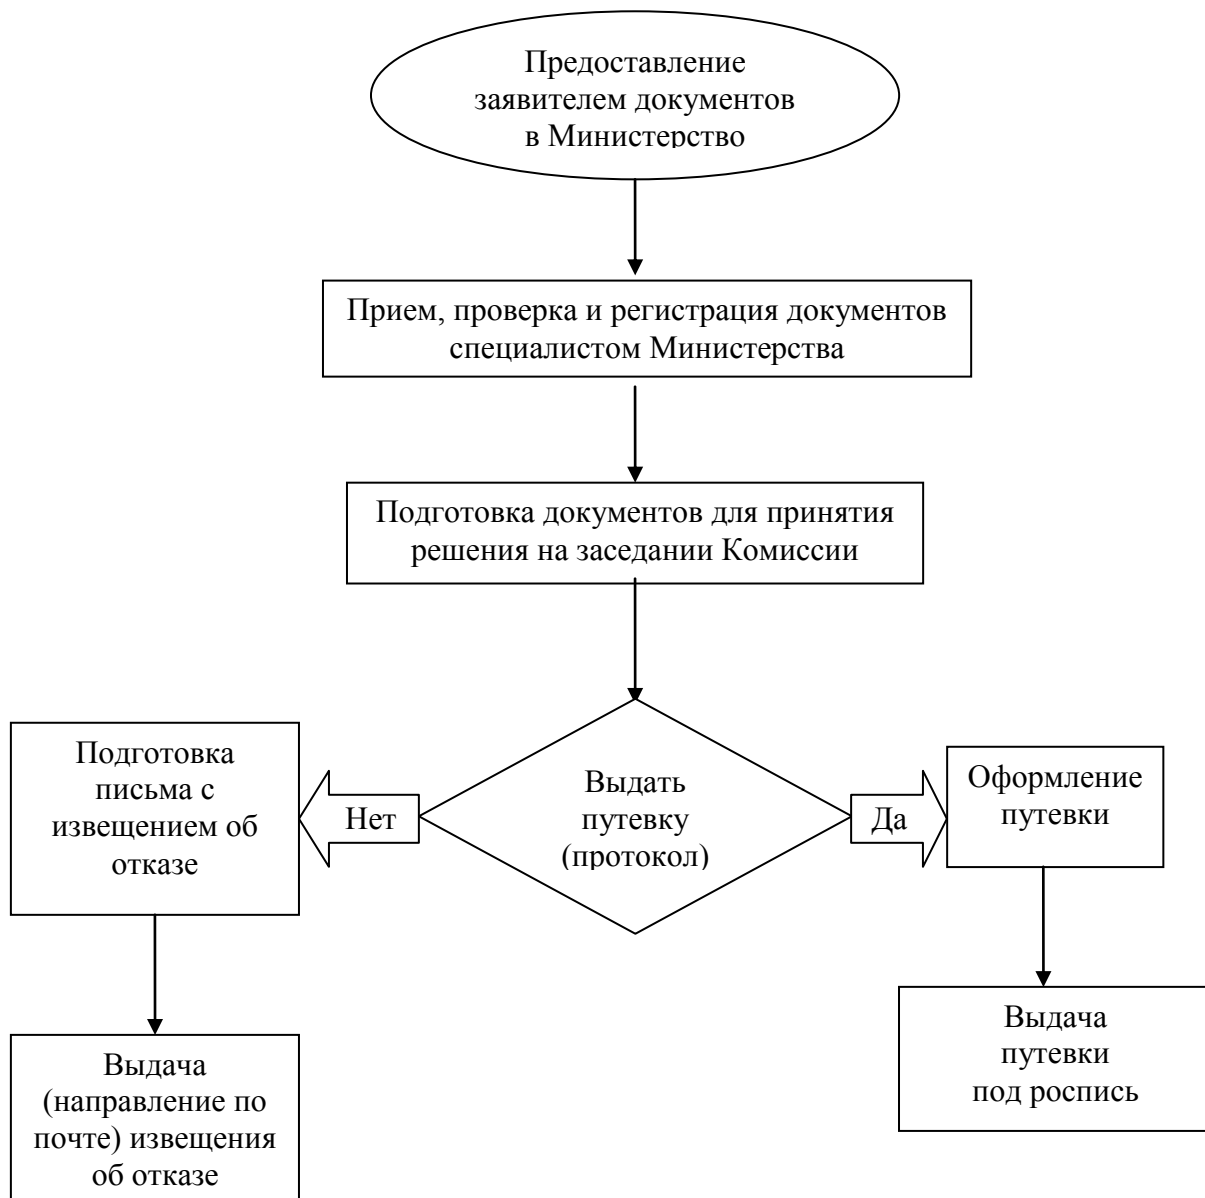 Предоставление
заявителем документов
в Министерство
Прием, проверка и регистрация документов
специалистом Министерства
Подготовка документов для принятия
решения на заседании Комиссии
Подготовка
письма с
извещением об
отказе
Нет
Выдать
путевку
(протокол)
Да
Оформление
путевки
Выдача
(направление по
почте) извещения
об отказе
Выдача
путевки
под роспись